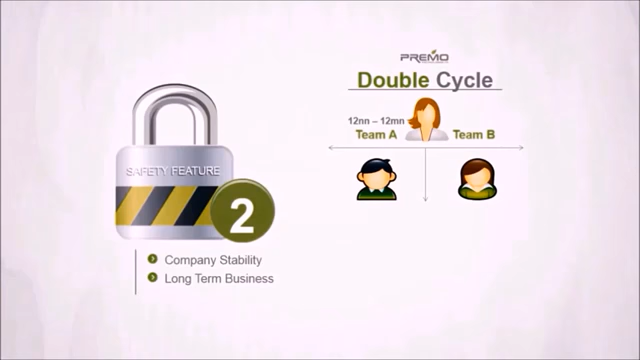 SAFETY FEATURE
2
Company Stability
Long Term Business
PREMO
Double Cycle
12nn – 12mn
Team A
Team B